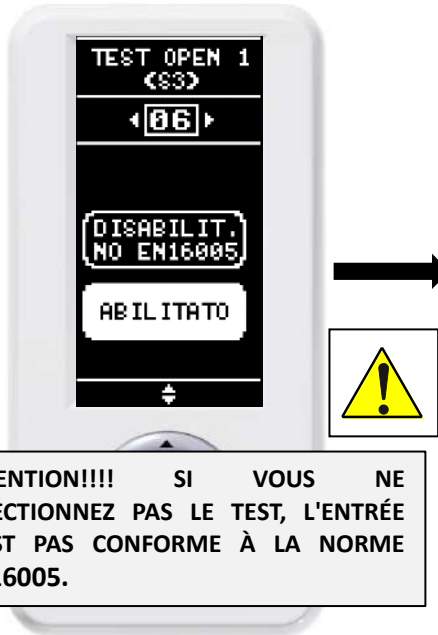 TEST OPEN 1
(S3)
06
DISABILIT.
NO EN16005
ABILITATO
ENTION!!!! SI VOUS NE
ECTIONNEZ PAS LE TEST, L'ENTRÉE
ST PAS CONFORME À LA NORME
16005.